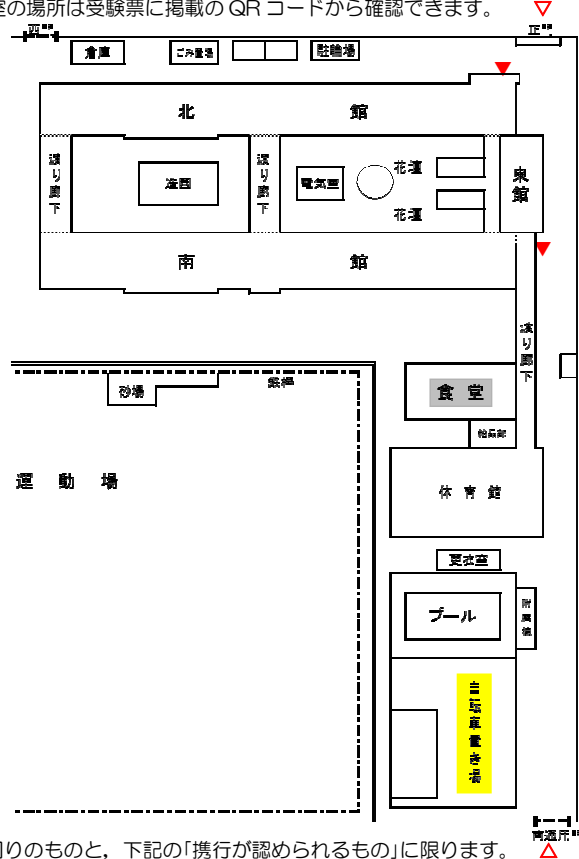 室の場所は受験票に掲載のQRコードから確認できます。
西門
正門
倉庫
ごみ置場
駐輪場
北館
渡り廊下
造園
渡り廊下
電気室
花壇
花壇
東館
南館
渡り廊下
食堂
砂場
鉄棒
運動場
体育館
更衣室
プール
附属棟
自転車置き場
南通用門
回りのものと，下記の「携行が認められるもの」に限ります。